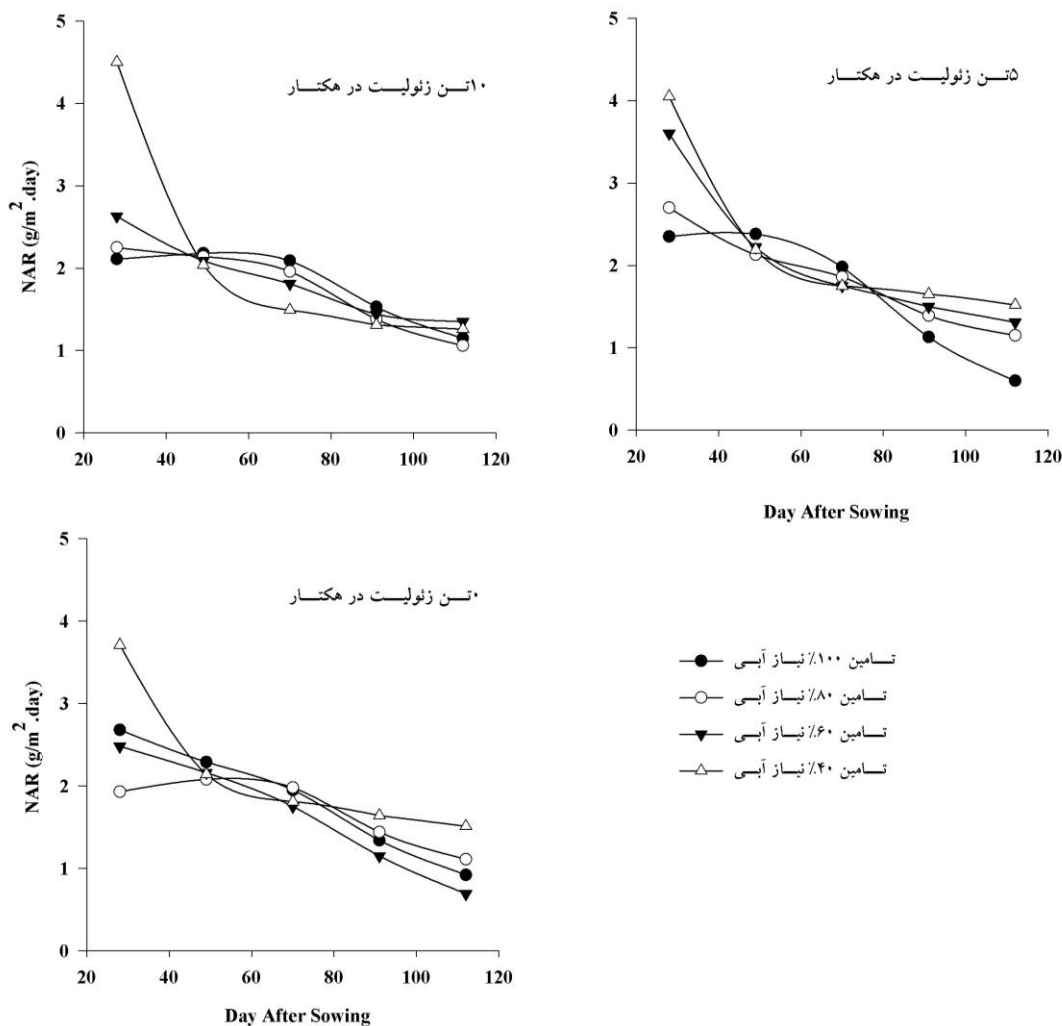 ۱۰تن زئولیت در هکتار
NAR (g/m² .day)
5
4
3
2
1
0
20 40 60 80 100 120
۵تن زئولیت در هکتار
5
4
3
2
1
0
20 40 60 80 100 120
Day After Sowing
۰تن زئولیت در هکتار
NAR (g/m² .day)
5
4
3
2
1
0
20 40 60 80 100 120
Day After Sowing
تامین ۱۰۰٪ نیاز آبی
تامین ۸۰٪ نیاز آبی
تامین ۶۰٪ نیاز آبی
تامین ۴۰٪ نیاز آبی